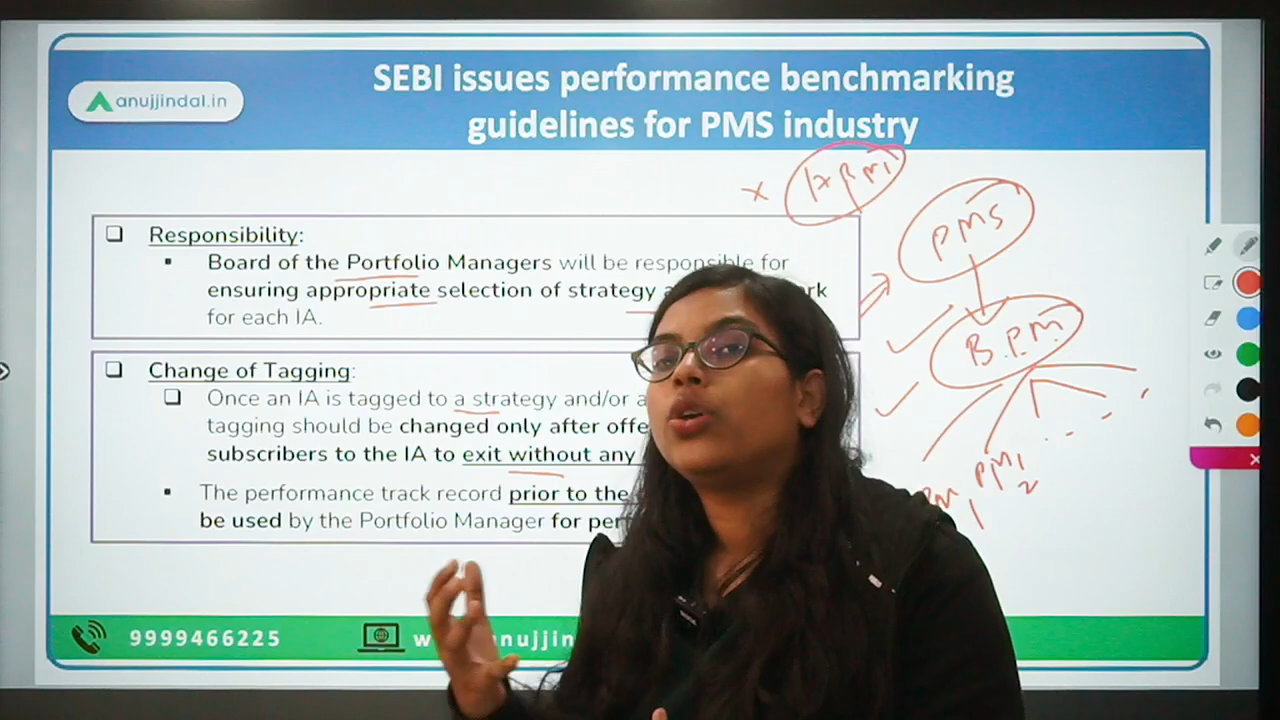 SEBI issues performance benchmarking
guidelines for PMS industry
anujjindal.in
Responsibility:
Board of the Portfolio Managers will be responsible for
ensuring appropriate selection of strategy
for each IA.
Change of Tagging:
Once an IA is tagged to a strategy and/or a
tagging should be changed only after
subscribers to the IA to exit without any
The performance track record prior to the
be used by the Portfolio Manager for
PMS
B.P.M
PM1
PM2
9999466225